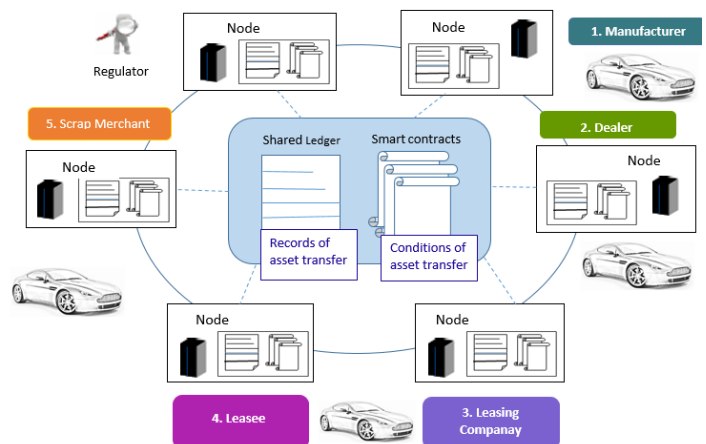 Node
Node
1. Manufacturer
Regulator
5. Scrap Merchant
2. Dealer
Shared Ledger
Smart contracts
Node
Node
Records of
asset transfer
Conditions of
asset transfer
Node
Node
4. Leasee
3. Leasing
Companay